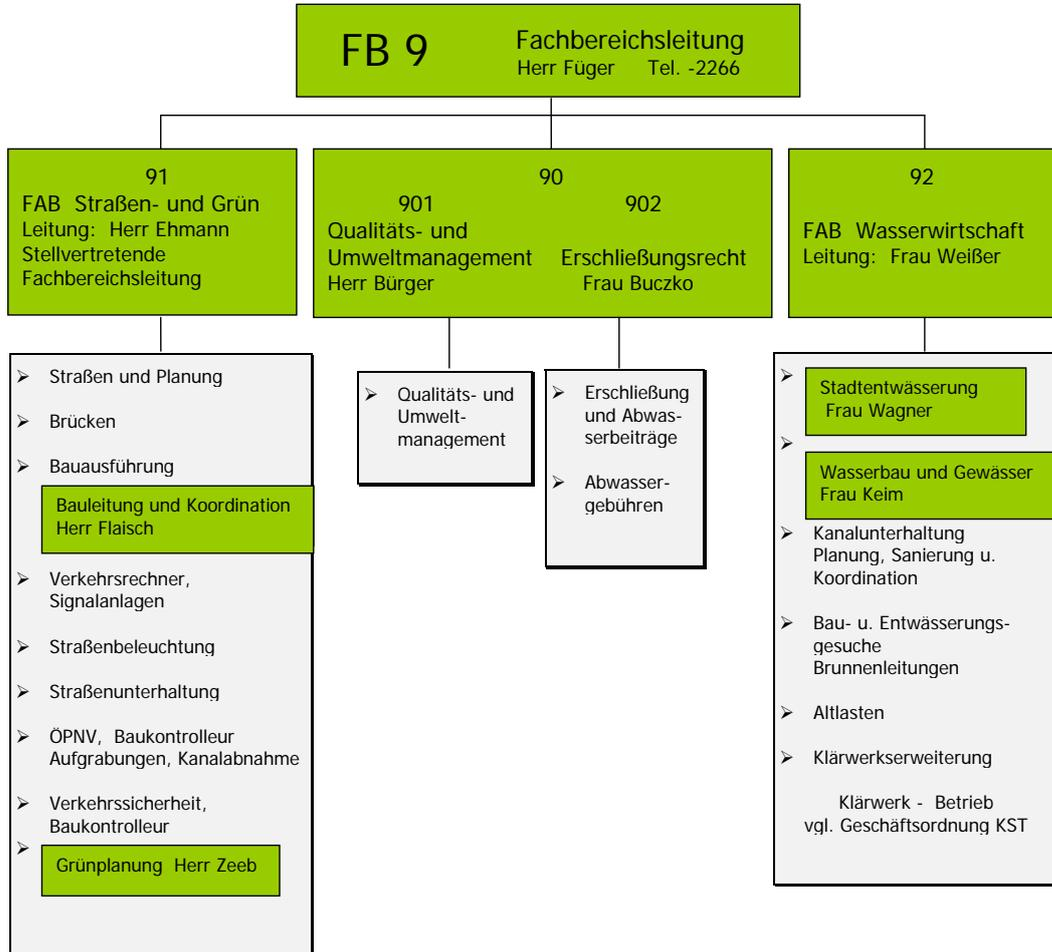 FB 9
Fachbereichsleitung
Herr Füger Tel. -2266
91
FAB Straßen- und Grün
Leitung: Herr Ehmann
Stellvertretende
Fachbereichsleitung
90
901 902
Qualitäts- und
Umweltmanagement Erschließungsrecht
Herr Bürger Frau Buczko
92
FAB Wasserwirtschaft
Leitung: Frau Weißer
➢ Straßen und Planung
➢ Brücken
➢ Bauausführung
Bauleitung und Koordination
Herr Flaisch
➢ Verkehrsrechner,
Signalanlagen
➢ Straßenbeleuchtung
➢ Straßenunterhaltung
➢ ÖPNV, Baukontrolleur
Aufgrabungen, Kanalabnahme
➢ Verkehrssicherheit,
Baukontrolleur
➢ Grünplanung Herr Zeeb
➢ Qualitäts- und
Umwelt-
management
➢ Erschließung
und Abwas-
serbeiträge
➢ Abwasser-
gebühren
➢ Stadtentwässerung
Frau Wagner
➢ Wasserbau und Gewässer
Frau Keim
➢ Kanalunterhaltung
Planung, Sanierung u.
Koordination
➢ Bau- u. Entwässerungs-
gesuche
Brunnenleitungen
➢ Altlasten
➢ Klärwerkserweiterung
Klärwerk - Betrieb
vgl. Geschäftsordnung KST